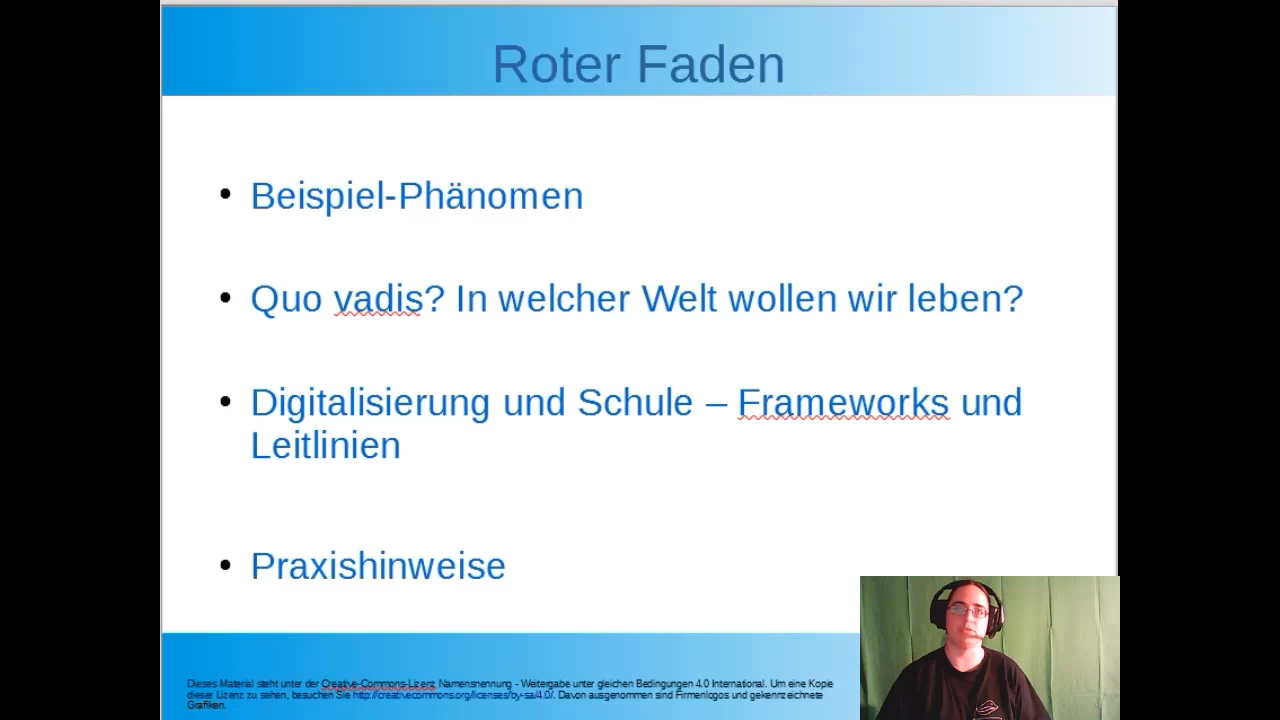 Roter Faden
Beispiel-Phänomen
Quo vadis? In welcher Welt wollen wir leben?
Digitalisierung und Schule – Frameworks und
Leitlinien
Praxishinweise
Dieses Material steht unter der Creative-Commons-Lizenz Namensnennung - Weitergabe unter gleichen Bedingungen 4.0 International. Um eine Kopie
dieser Lizenz zu sehen, besuchen Sie http://creativecommons.org/licenses/by-sa/4.0/. Davon ausgenommen sind Firmenlogos und gekennzeichnete
Grafiken.